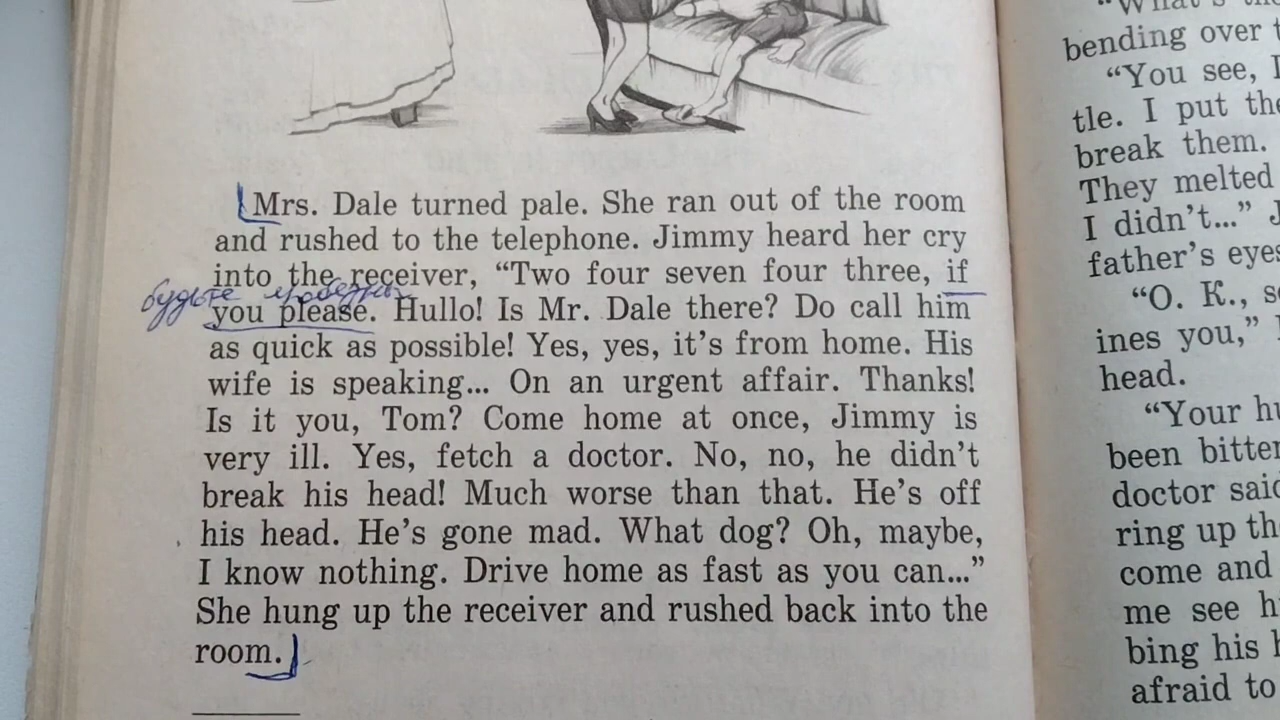 Mrs. Dale turned pale. She ran out of the room
and rushed to the telephone. Jimmy heard her cry
into the receiver, “Two four seven four three, if
будьте
you please. Hullo! Is Mr. Dale there? Do call him
as quick as possible! Yes, yes, it’s from home. His
wife is speaking... On an urgent affair. Thanks!
Is it you, Tom? Come home at once, Jimmy is
very ill. Yes, fetch a doctor. No, no, he didn’t
break his head! Much worse than that. He’s off
his head. He’s gone mad. What dog? Oh, maybe,
I know nothing. Drive home as fast as you can...”
She hung up the receiver and rushed back into the
room.
bending over
“You see, I
tle. I put the
break them.
They melted
I didn’t...” J
father’s eyes
“O. K., s
ines you,”
head.
“Your hu
been bitter
doctor said
ring up th
come and
me see hi
bing his h
afraid to